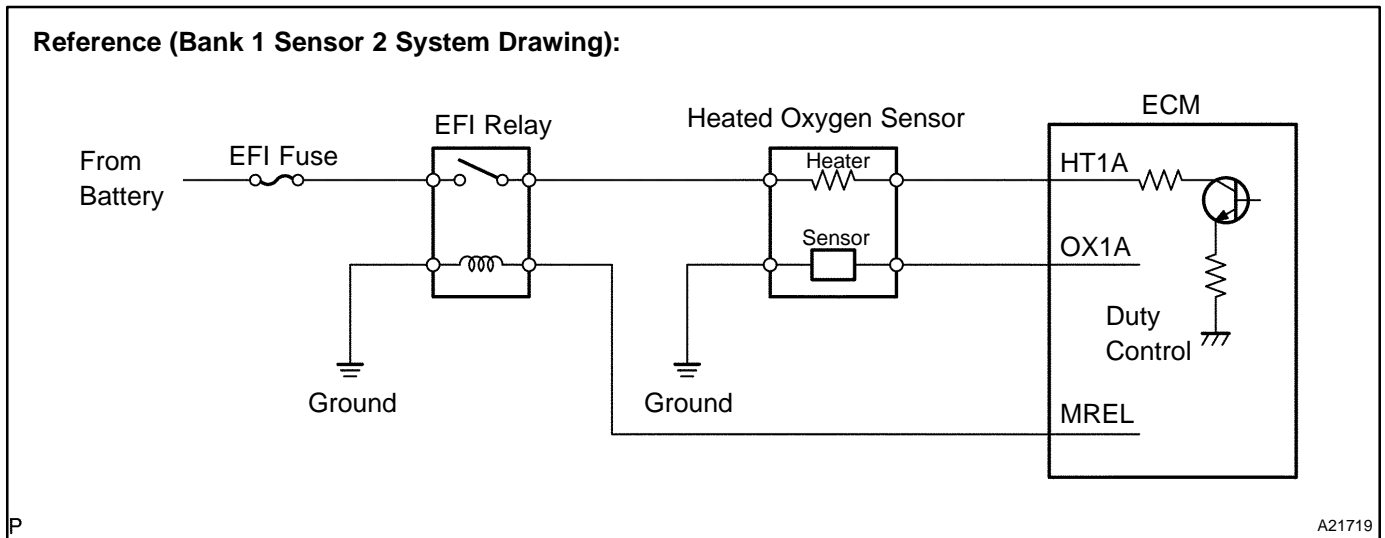 Reference (Bank 1 Sensor 2 System Drawing):
ECM
EFI Relay
Heated Oxygen Sensor
From
Battery
EFI Fuse
Heater
HT1A
Sensor
OX1A
Duty
Control
Ground
Ground
MREL
P
A21719